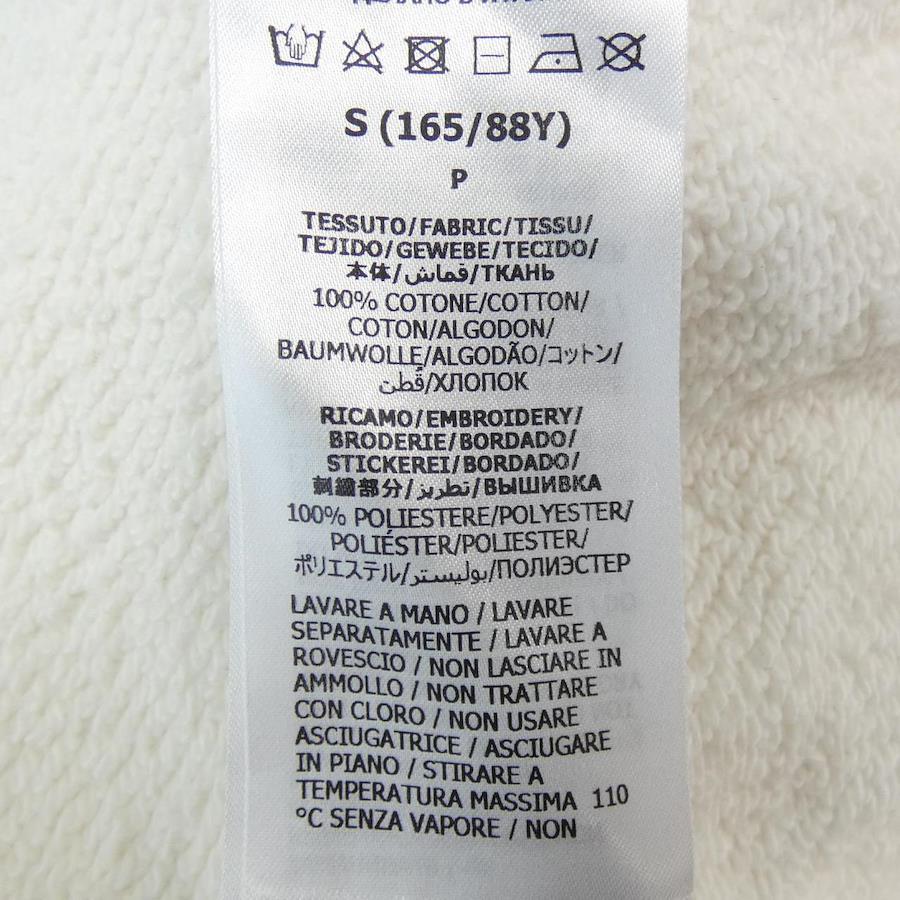 S (165/88Y)
P
TESSUTO/FABRIC/TISSU/
TEJIDO/GEWEBE/TECIDO/
本体/قماش/ТКАНЬ
100% COTONE/COTTON/
COTON/ALGODON/
BAUMWOLLE/ALGODÃO/コットン/
قُطن/ХЛОПОК
RICAMO/EMBROIDERY/
BRODERIE/BORDADO/
STICKEREI/BORDADO/
刺繍部分/تطريز/ВЫШИВКА
100% POLIESTERE/POLYESTER/
POLIÉSTER/POLIESTER/
ポリエステル/بوليستر/ПОЛИЭСТЕР
LAVARE A MANO / LAVARE
SEPARATAMENTE / LAVARE A
ROVESCIO / NON LASCIARE IN
AMMOLLO / NON TRATTARE
CON CLORO / NON USARE
ASCIUGATRICE / ASCIUGARE
IN PIANO / STIRARE A
TEMPERATURA MASSIMA 110
°C SENZA VAPORE / NON